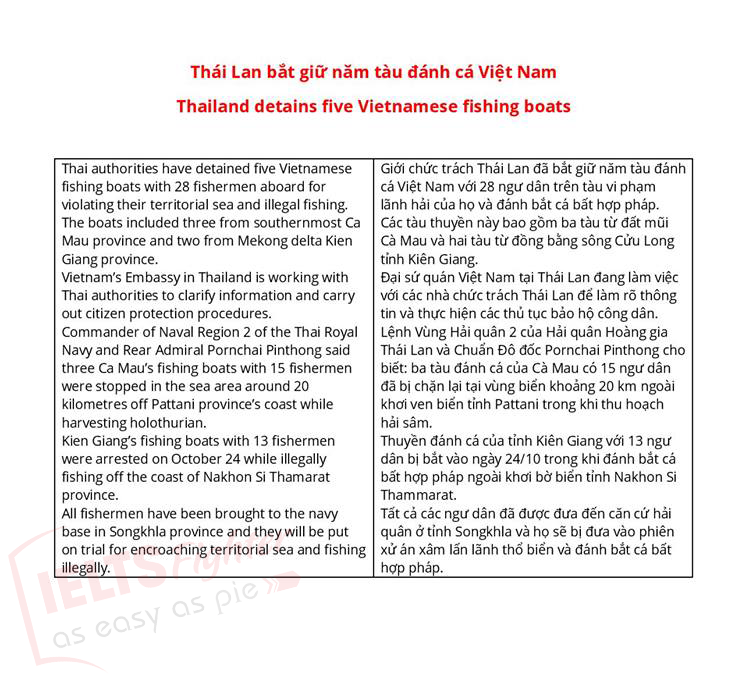 Thái Lan bắt giữ năm tàu đánh cá Việt Nam
Thailand detains five Vietnamese fishing boats
Thai authorities have detained five Vietnamese
fishing boats with 28 fishermen aboard for
violating their territorial sea and illegal fishing.
The boats included three from southernmost Ca
Mau province and two from Mekong delta Kien
Giang province.
Vietnam's Embassy in Thailand is working with
Thai authorities to clarify information and carry
out citizen protection procedures.
Commander of Naval Region 2 of the Thai Royal
Navy and Rear Admiral Pornchai Pinthong said
three Ca Mau's fishing boats with 15 fishermen
were stopped in the sea area around 20
kilometres off Pattani province's coast while
harvesting holothurian.
Kien Giang's fishing boats with 13 fishermen
were arrested on October 24 while illegally
fishing off the coast of Nakhon Si Thamarat
province.
All fishermen have been brought to the navy
base in Songkhla province and they will be put
on trial for encroaching territorial sea and fishing
illegally.
Giới chức trách Thái Lan đã bắt giữ năm tàu đánh
cá Việt Nam với 28 ngư dân trên tàu vi phạm
lãnh hải của họ và đánh cá bất hợp pháp.
Các tàu thuyền này bao gồm ba tàu từ đất mũi
Cà Mau và hai tàu từ đồng bằng sông Cửu Long
tỉnh Kiên Giang.
Đại sứ quán Việt Nam tại Thái Lan đang làm việc
với các nhà chức trách Thái Lan để làm rõ thông
tin và thực hiện các thủ tục bảo hộ công dân.
Lệnh Vùng Hải quân 2 của Hải quân Hoàng gia
Thái Lan và Chuẩn Đô đốc Pornchai Pinthong cho
biết: ba tàu đánh cá của Cà Mau có 15 ngư dân
đã bị chặn lại tại vùng biển khoảng 20 km ngoài
khơi ven biển tỉnh Pattani trong khi thu hoạch
hải sâm.
Thuyền đánh cá của tỉnh Kiên Giang với 13 ngư
dân bị bắt vào ngày 24/10 trong khi đánh bắt cá
bất hợp pháp ngoài khơi bờ biển tỉnh Nakhon Si
Thammarat.
Tất cả các ngư dân đã được đưa đến căn cứ hải
quân ở tỉnh Songkhla và họ sẽ bị đưa vào phiên
xử án xâm lấn lãnh thổ biển và đánh bắt cá bất
hợp pháp.
IELTS Fighter
as easy as pie